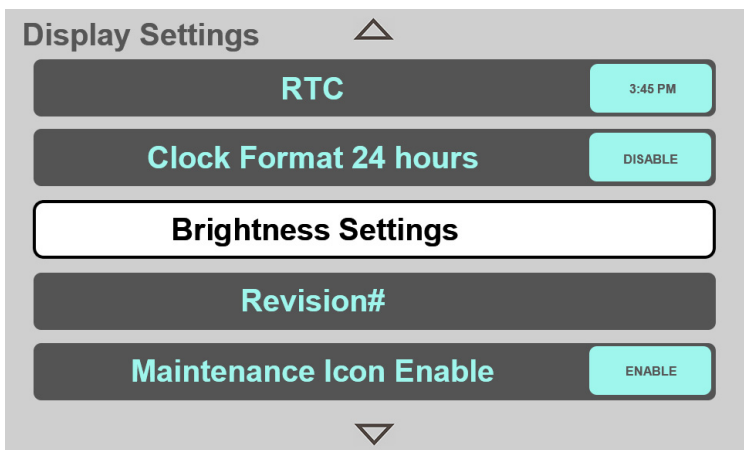 Display Settings
RTC
3:45 PM
Clock Format 24 hours
DISABLE
Brightness Settings
Revision#
Maintenance Icon Enable
ENABLE